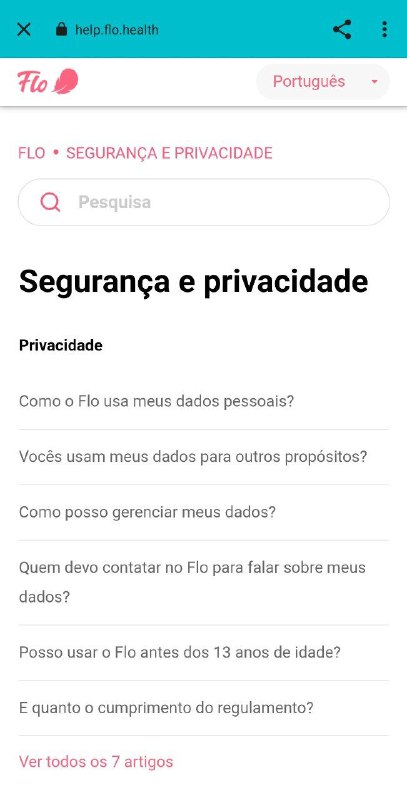 help.flo.health
Flo
Português
FLO • SEGURANÇA E PRIVACIDADE
Pesquisa
Segurança e privacidade
Privacidade
Como o Flo usa meus dados pessoais?
Vocês usam meus dados para outros propósitos?
Como posso gerenciar meus dados?
Quem devo contatar no Flo para falar sobre meus
dados?
Posso usar o Flo antes dos 13 anos de idade?
E quanto o cumprimento do regulamento?
Ver todos os 7 artigos